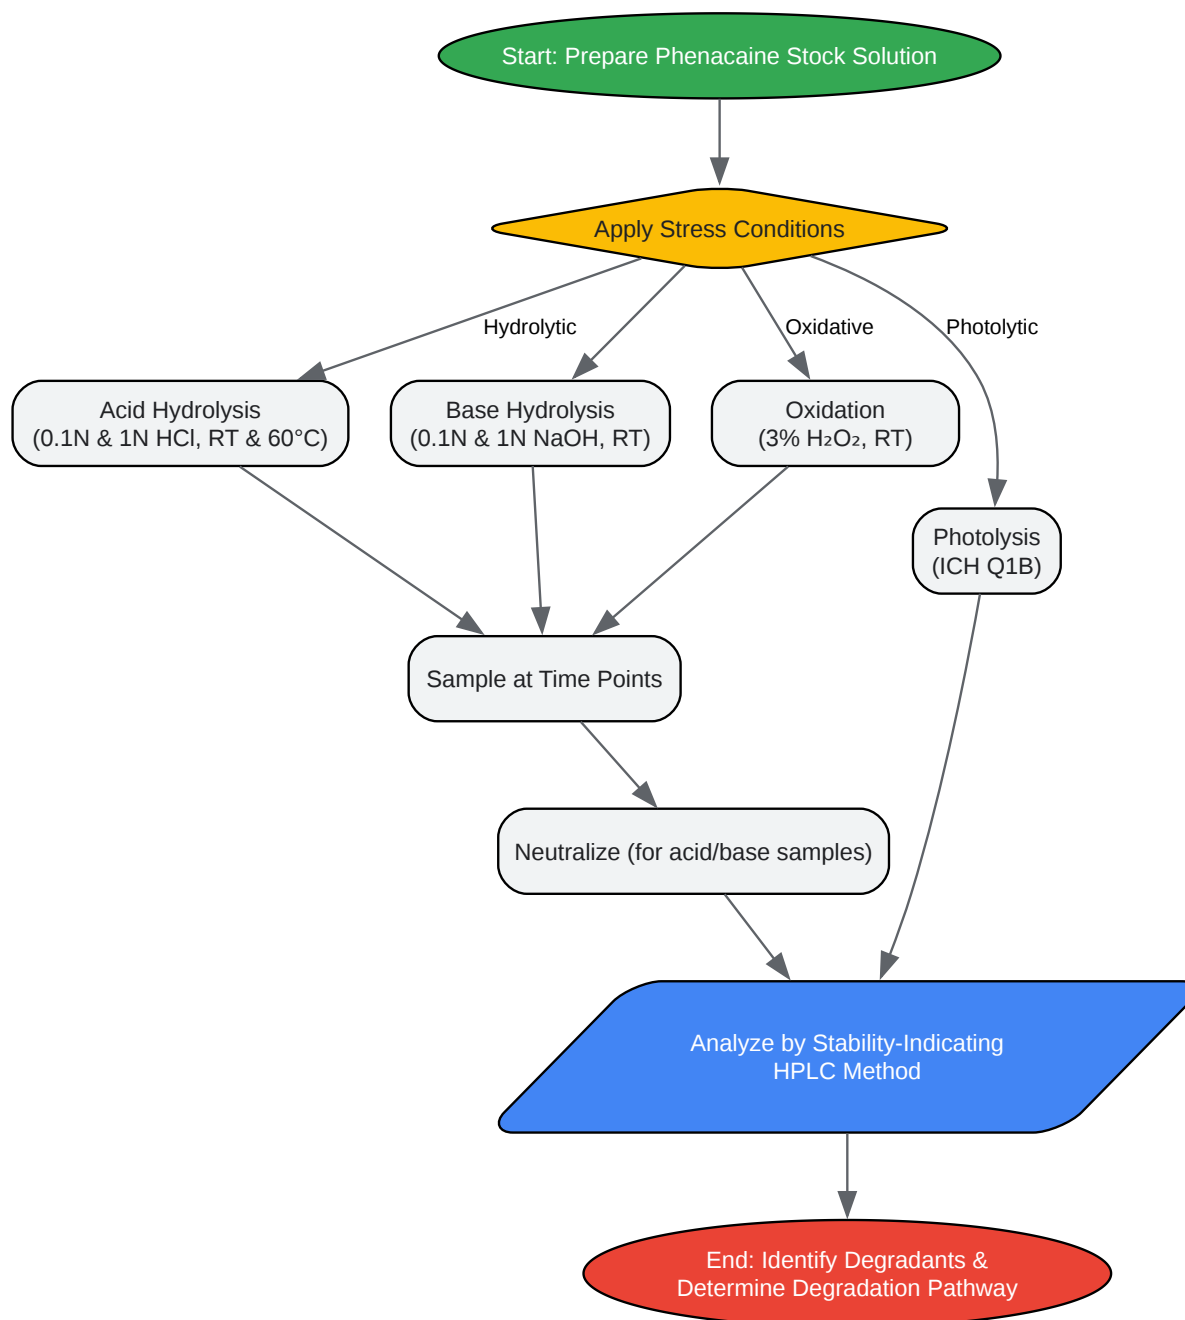 Start: Prepare Phenacaine Stock Solution
Apply Stress Conditions
Hydrolytic
Oxidative
Photolytic
Acid Hydrolysis
(0.1N & 1N HCl, RT & 60°C)
Base Hydrolysis
(0.1N & 1N NaOH, RT)
Oxidation
(3% H₂O₂, RT)
Photolysis
(ICH Q1B)
Sample at Time Points
Neutralize (for acid/base samples)
Analyze by Stability-Indicating
HPLC Method
End: Identify Degradants &
Determine Degradation Pathway